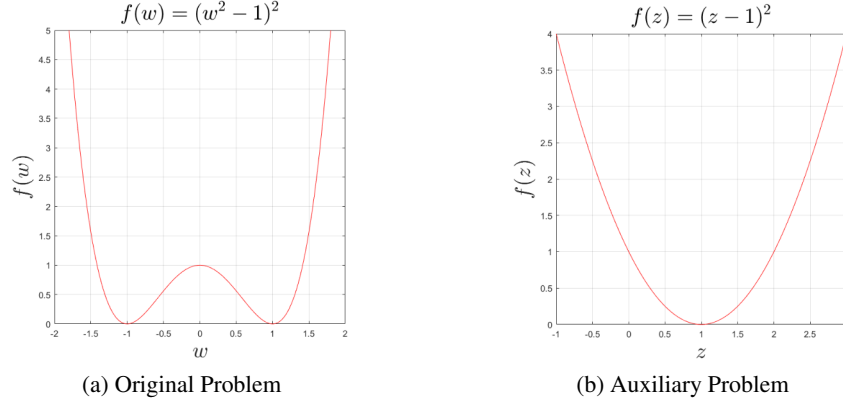 f(w) = (w² − 1)²
5
4.5
4
3.5
3
2.5
2
1.5
1
0.5
0
f(w)
-2 -1.5 -1 -0.5 0 0.5 1 1.5 2
w
(a) Original Problem
f(z) = (z − 1)²
4
3.5
3
2.5
2
1.5
1
0.5
0
f(z)
-1 -0.5 0 0.5 1 1.5 2 2.5
z
(b) Auxiliary Problem